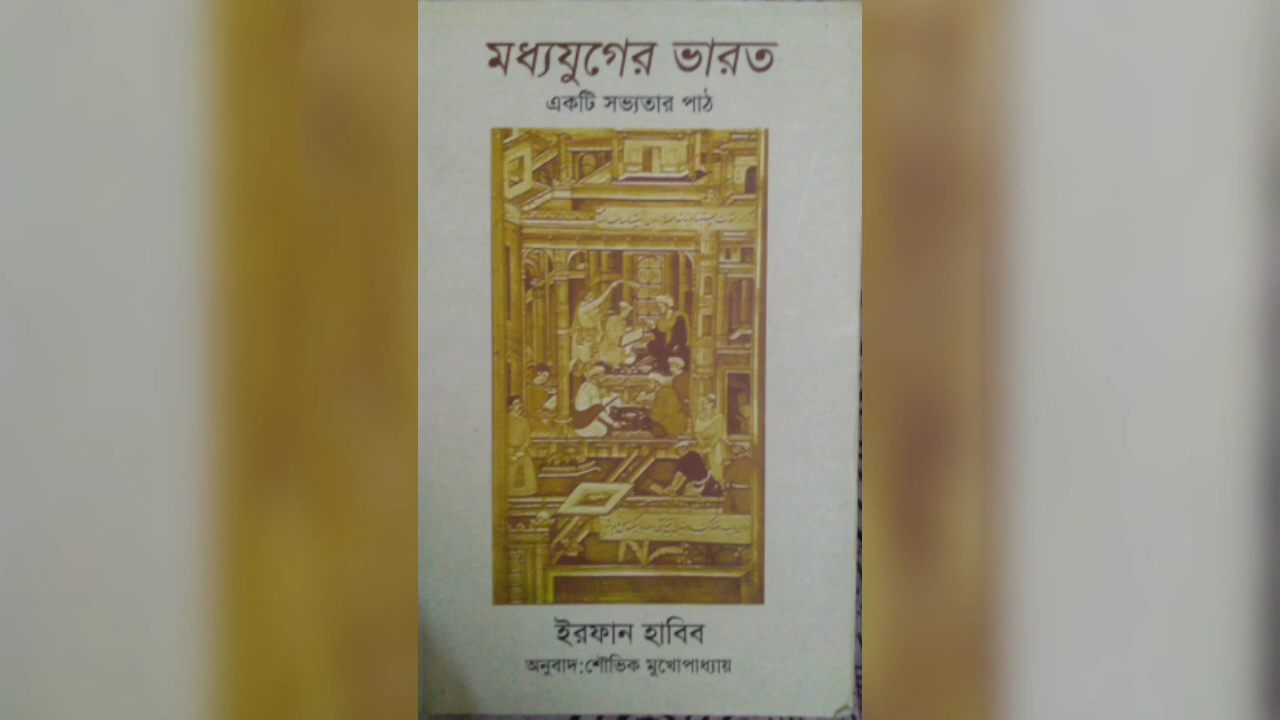 মধ্যযুগের ভারত
একটি সভ্যতার পাঠ
ইরফান হাবিব
অনুবাদ:শৌভিক মুখোপাধ্যায়